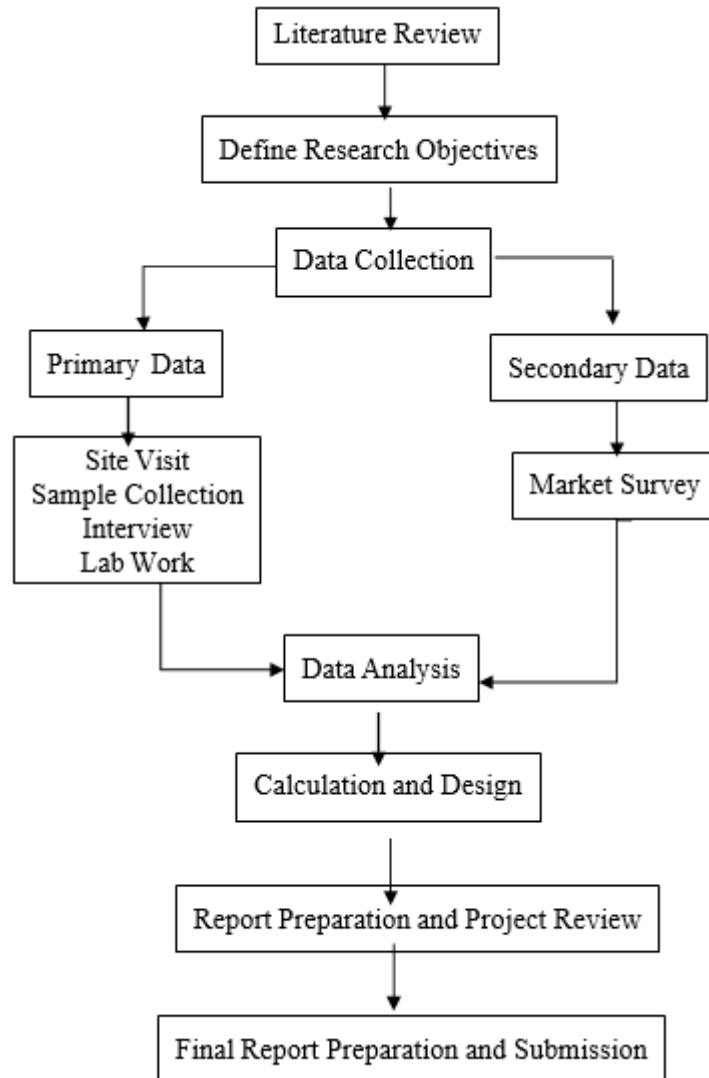 Literature Review
Define Research Objectives
Data Collection
Primary Data
Secondary Data
Site Visit
Sample Collection
Interview
Lab Work
Market Survey
Data Analysis
Calculation and Design
Report Preparation and Project Review
Final Report Preparation and Submission